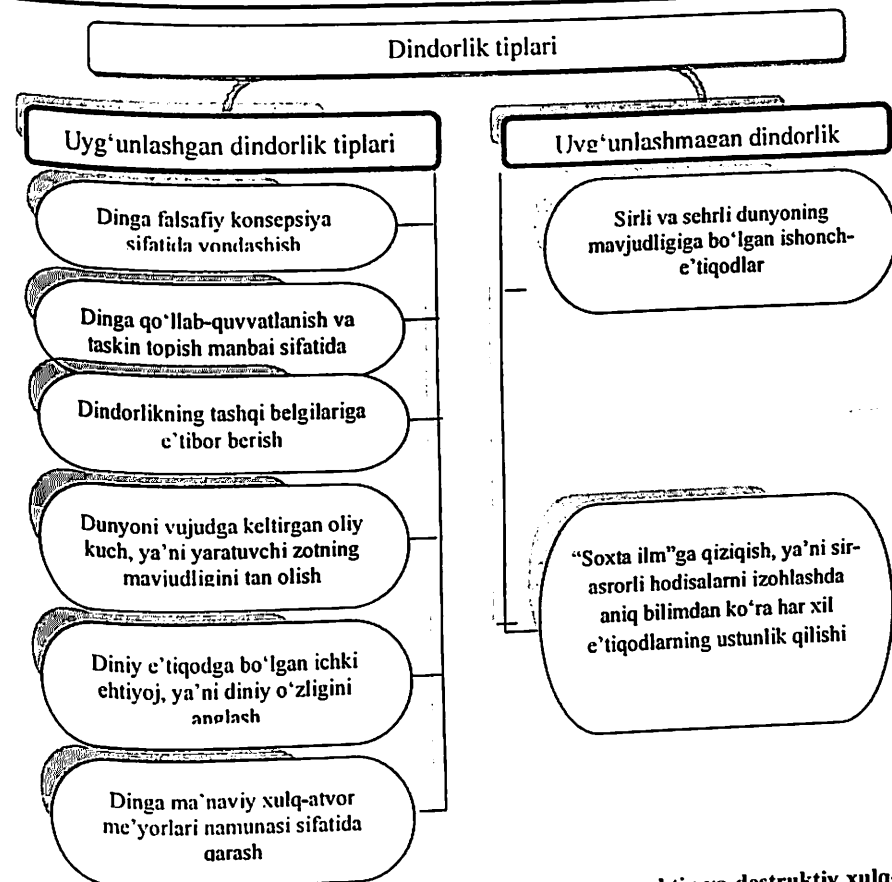 Dindorlik tiplari
Uyg‘unlashgan dindorlik tiplari
Dinga falsafiy konsepsiya
sifatida yondashish
Dinga qo‘llab-quvvatlanish va
taskin topish manbai sifatida
Dindorlikning tashqi belgilariga
e’tibor berish
Dunyoni vujudga keltirgan oliy
kuch, ya’ni yaratuvchi zotning
mavjudligini tan olish
Diniy e’tiqodga bo‘lgan ichki
ehtiyoj, ya’ni diniy o‘zligini
anglash
Dinga ma’naviy xulq-atvor
me’yorlari namunasi sifatida
qarash
Uyg‘unlashmagan dindorlik
Sirli va sehrli dunyoning
mavjudligiga bo‘lgan ishonch-
e’tiqodlar
“Soxta ilm”ga qiziqish, ya’ni sir-
asrorli hodisalarni izohlashda
aniq bilimdan ko‘ra har xil
e’tiqodlarning ustunlik qilishi
va destruktiv xulq-